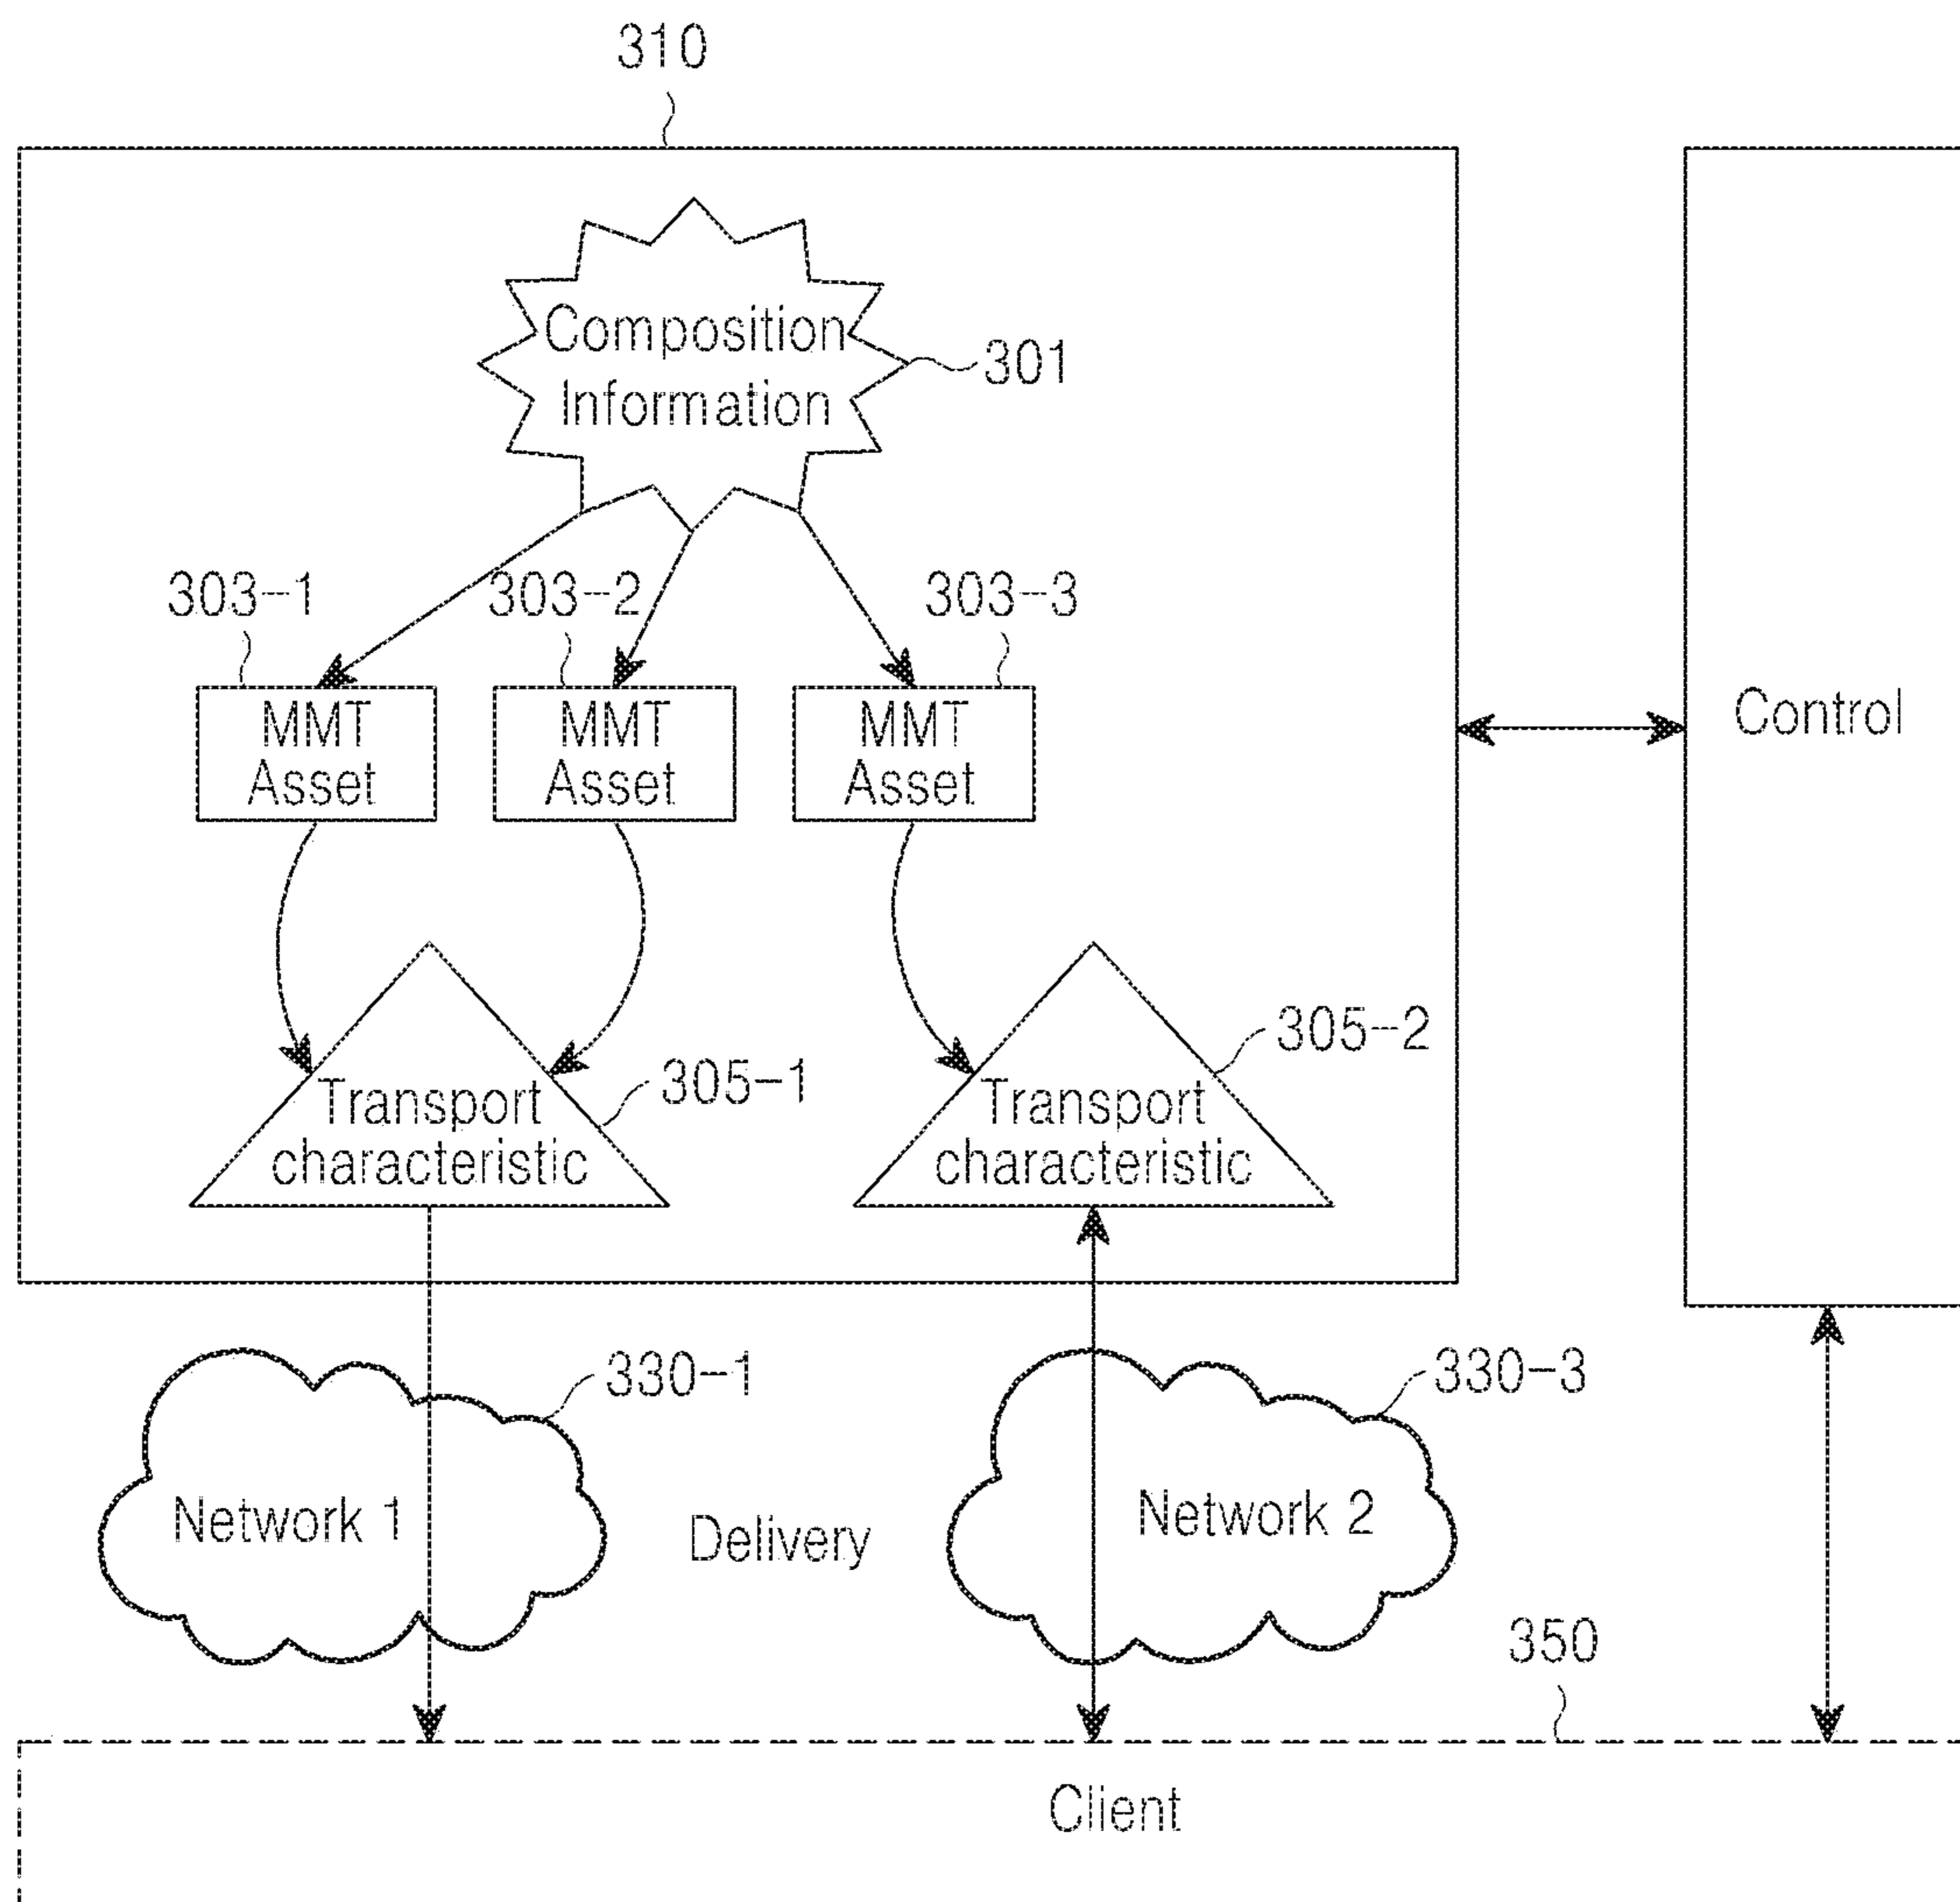 310
Composition
Information
301
303-1
303-2
303-3
MMT
Asset
MMT
Asset
MMT
Asset
Control
Transport
characteristic
305-1
Transport
characteristic
305-2
330-1
330-3
Network 1
Delivery
Network 2
350
Client